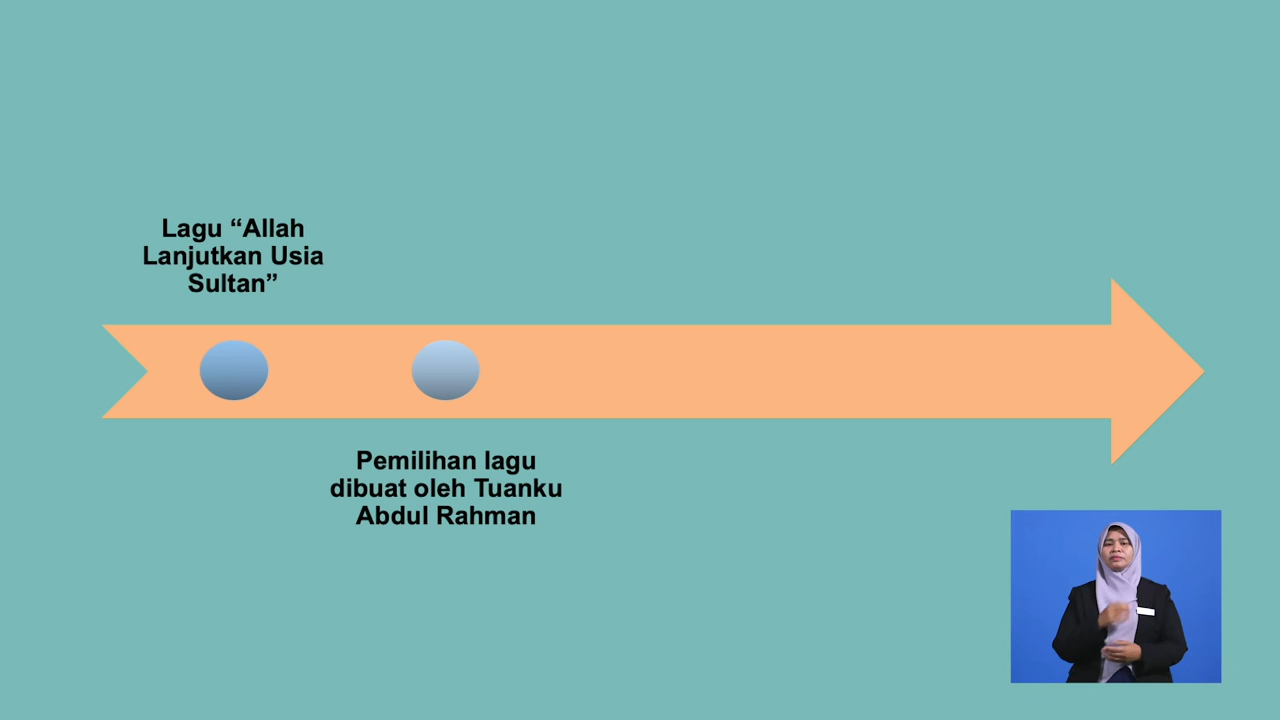 Lagu “Allah
Lanjutkan Usia
Sultan”
Pemilihan lagu
dibuat oleh Tuanku
Abdul Rahman